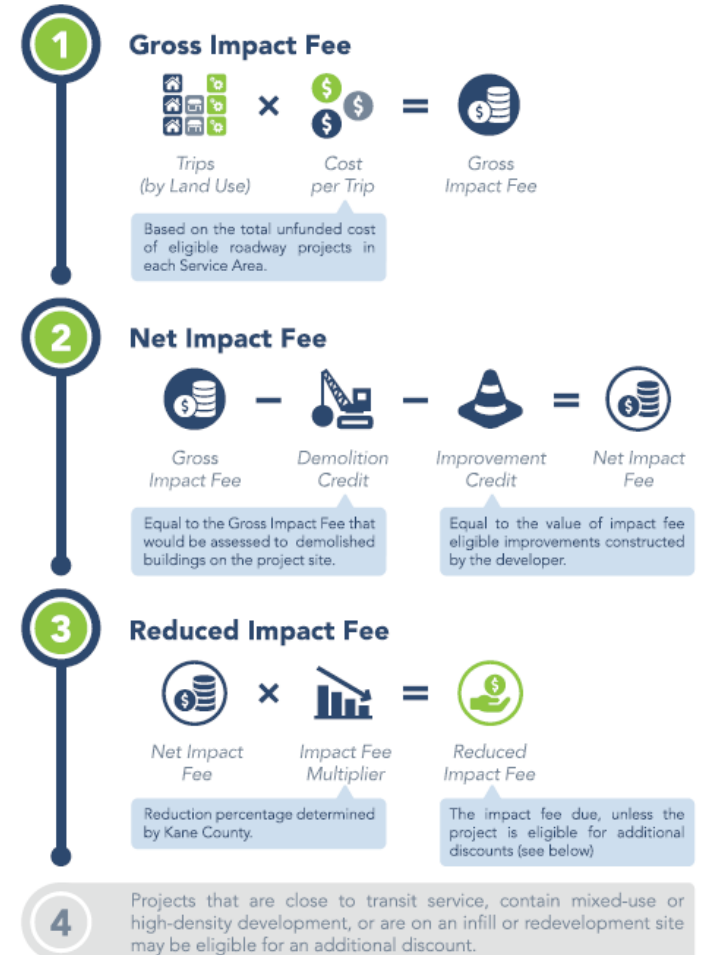 1
Gross Impact Fee
$ $ $ × = $
Trips
(by Land Use)
Cost
per Trip
Gross
Impact Fee
Based on the total unfunded cost
of eligible roadway projects in
each Service Area.
2
Net Impact Fee
$ – – = $
Gross
Impact Fee
Demolition
Credit
Improvement
Credit
Net Impact
Fee
Equal to the Gross Impact Fee that
would be assessed to demolished
buildings on the project site.
Equal to the value of impact fee
eligible improvements constructed
by the developer.
3
Reduced Impact Fee
$ × = $
Net Impact
Fee
Impact Fee
Multiplier
Reduced
Impact Fee
Reduction percentage determined
by Kane County.
The impact fee due, unless the
project is eligible for additional
discounts (see below)
4
Projects that are close to transit service, contain mixed-use or
high-density development, or are on an infill or redevelopment site
may be eligible for an additional discount.